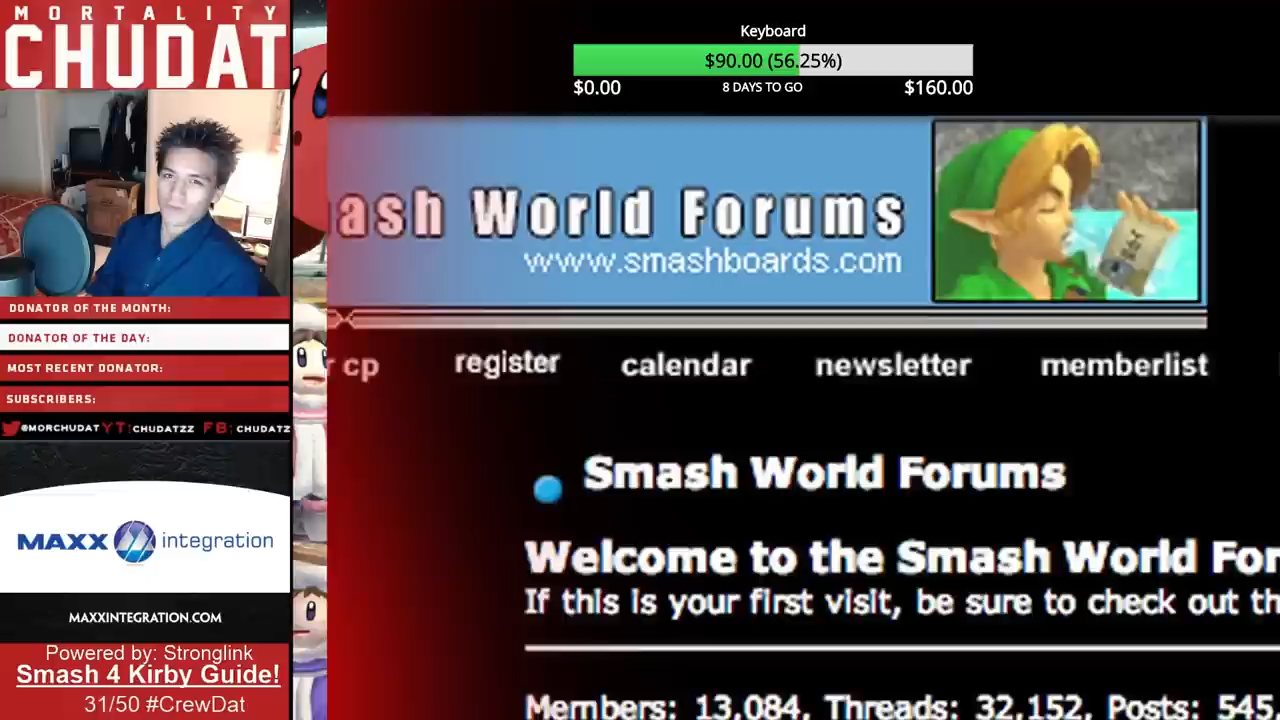 MORTALITY
CHUDAT
DONATOR OF THE MONTH:
DONATOR OF THE DAY:
MOST RECENT DONATOR:
SUBSCRIBERS:
@MORCHUDAT YT: CHUDATZZ FB: CHUDATZ
MAXX integration
MAXXINTEGRATION.COM
Powered by: Stronglink
Smash 4 Kirby Guide!
31/50 #CrewDat
Keyboard
$90.00 (56.25%)
$0.00 8 DAYS TO GO $160.00
ash World Forums
www.smashboards.com
r cp register calendar newsletter memberlist
Smash World Forums
Welcome to the Smash World For
If this is your first visit, be sure to check out th
Members: 13,084, Threads: 32,152, Posts: 545,